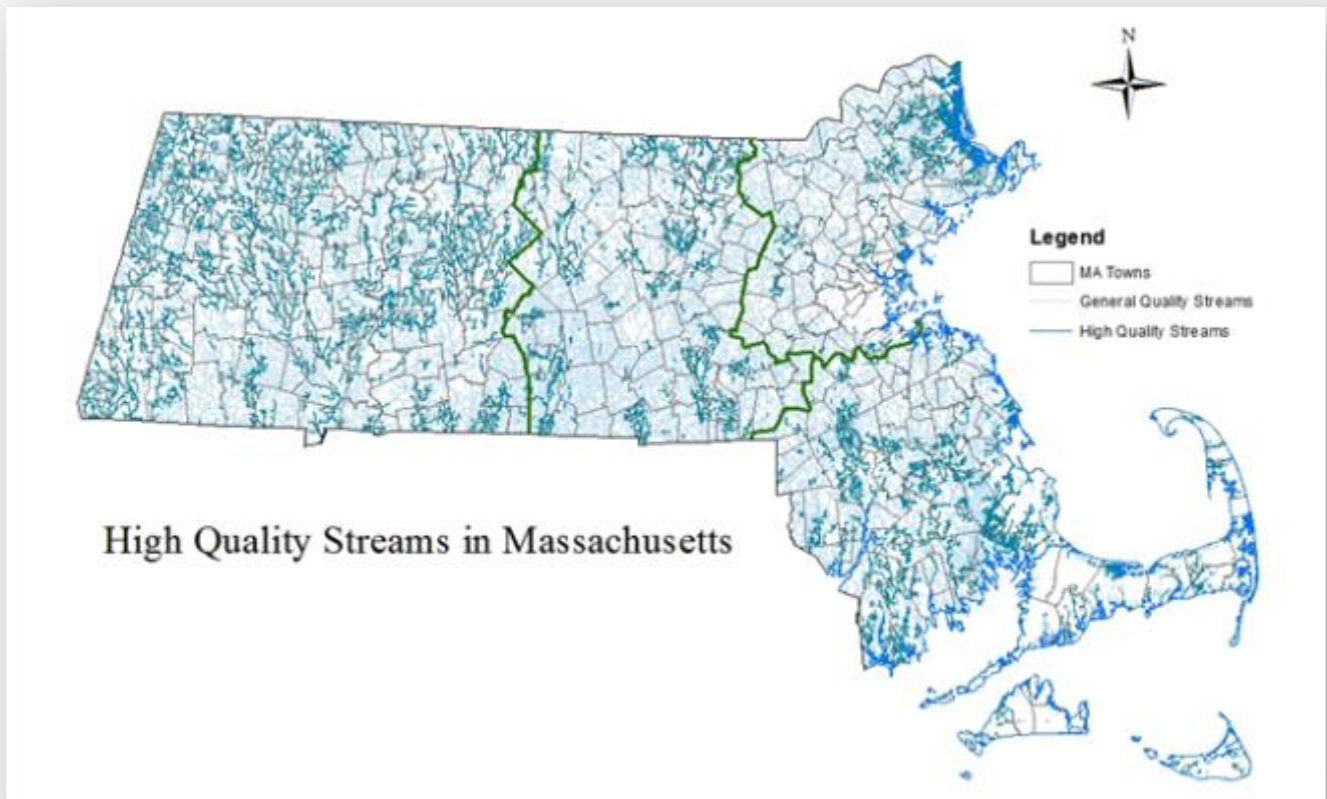 N
Legend
MA Towns
General Quality Streams
High Quality Streams
High Quality Streams in Massachusetts